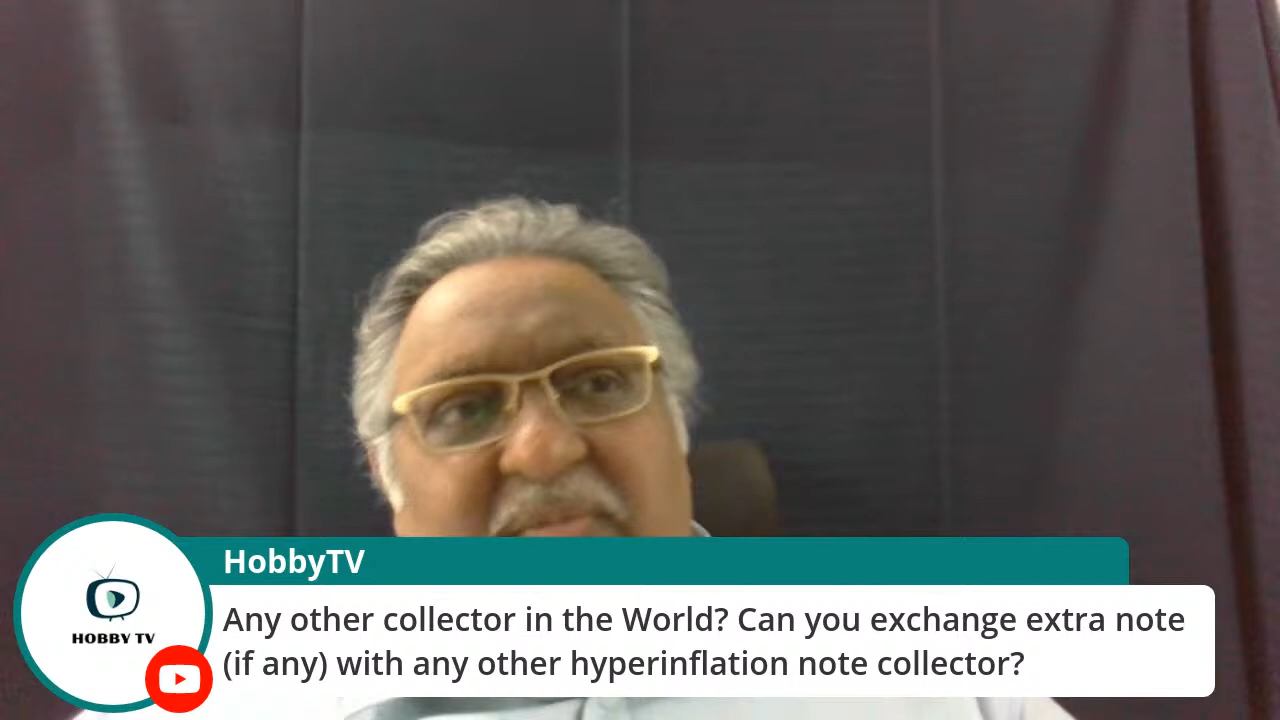 HobbyTV
Any other collector in the World? Can you exchange extra note
(if any) with any other hyperinflation note collector?
HOBBY TV